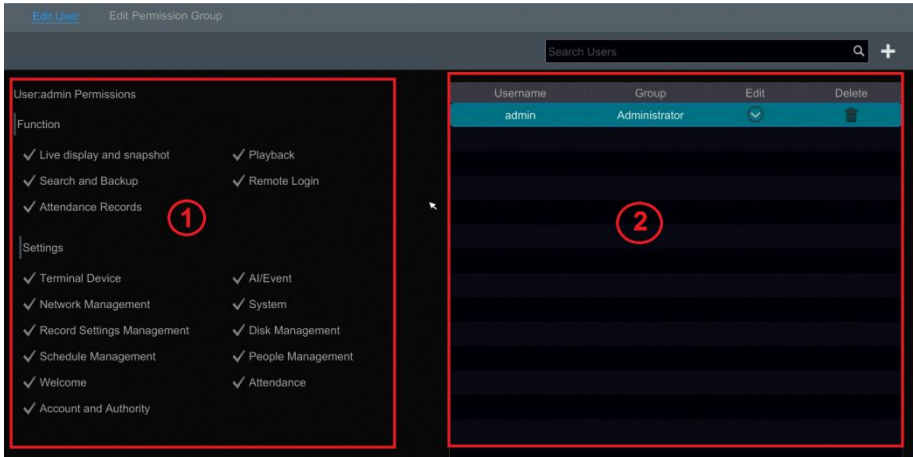 Edit User Edit Permission Group
Search Users
User:admin Permissions
Function
Live display and snapshot Playback
Search and Backup Remote Login
Attendance Records
1
Settings
Terminal Device AI/Event
Network Management System
Record Settings Management Disk Management
Schedule Management People Management
Welcome Attendance
Account and Authority
Username Group Edit Delete
admin Administrator
2